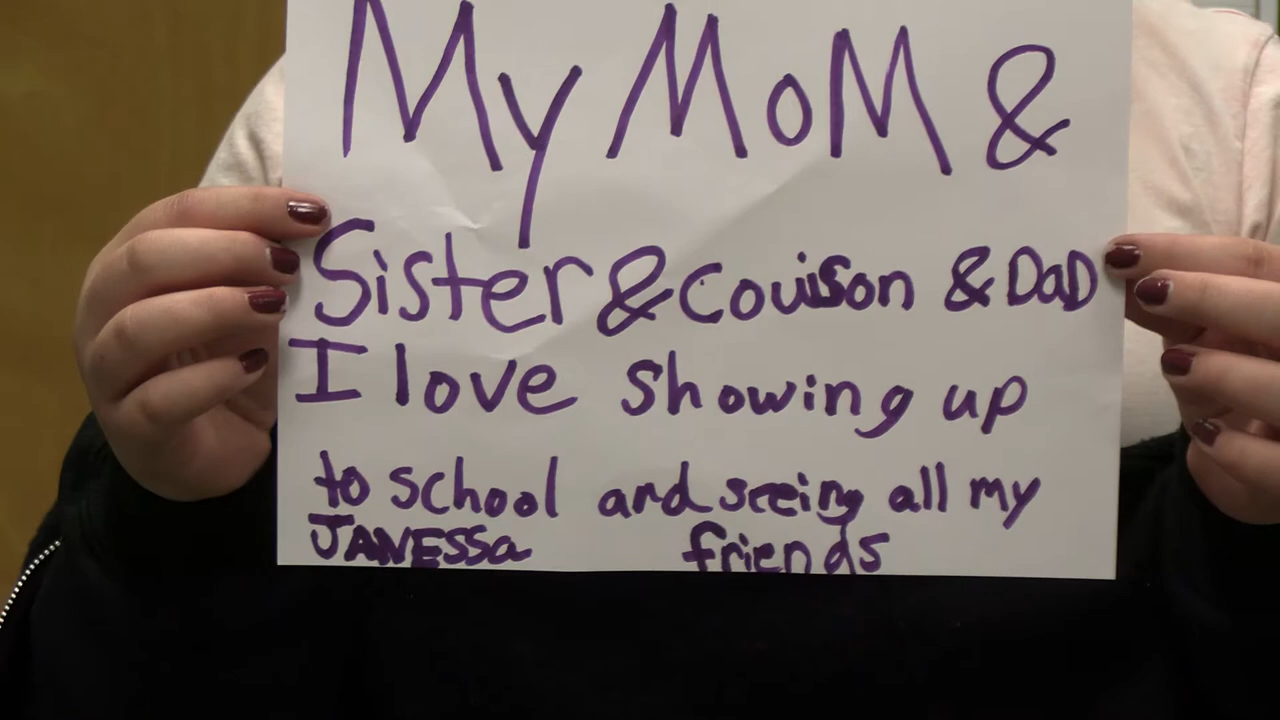 My MoM &
Sister & Couison & DaD
I love showing up
to school and seeing all my
JANESSa friends